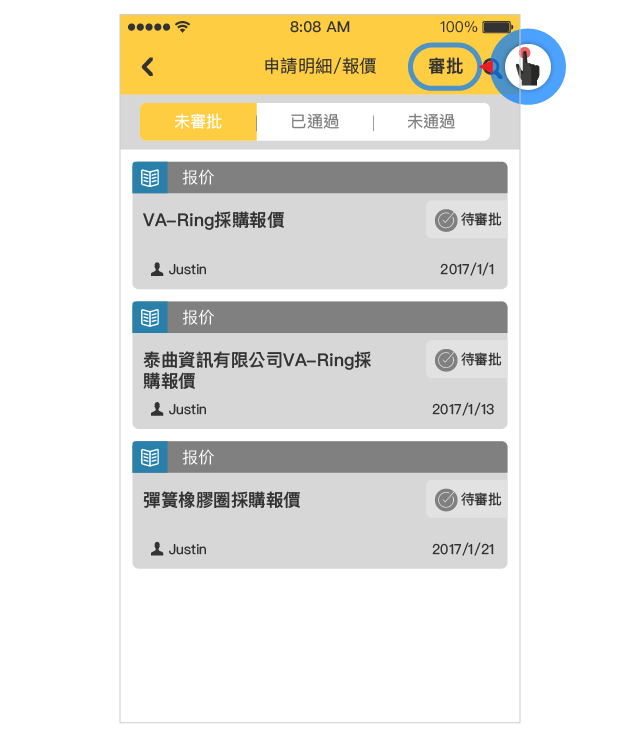 8:08 AM 100%
申請明細/報價 審批
未審批 已通過 未通過
报价
VA-Ring採購報價 待審批
Justin 2017/1/1
报价
泰曲資訊有限公司VA-Ring採 待審批
購報價
Justin 2017/1/13
报价
彈簧橡膠圈採購報價 待審批
Justin 2017/1/21